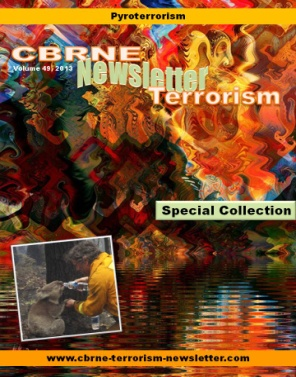 Pyroterrorism
CBRNE
Volume 49, 2013
Newsletter
Terrorism
Special Collection
www.cbrne-terrorism-newsletter.com